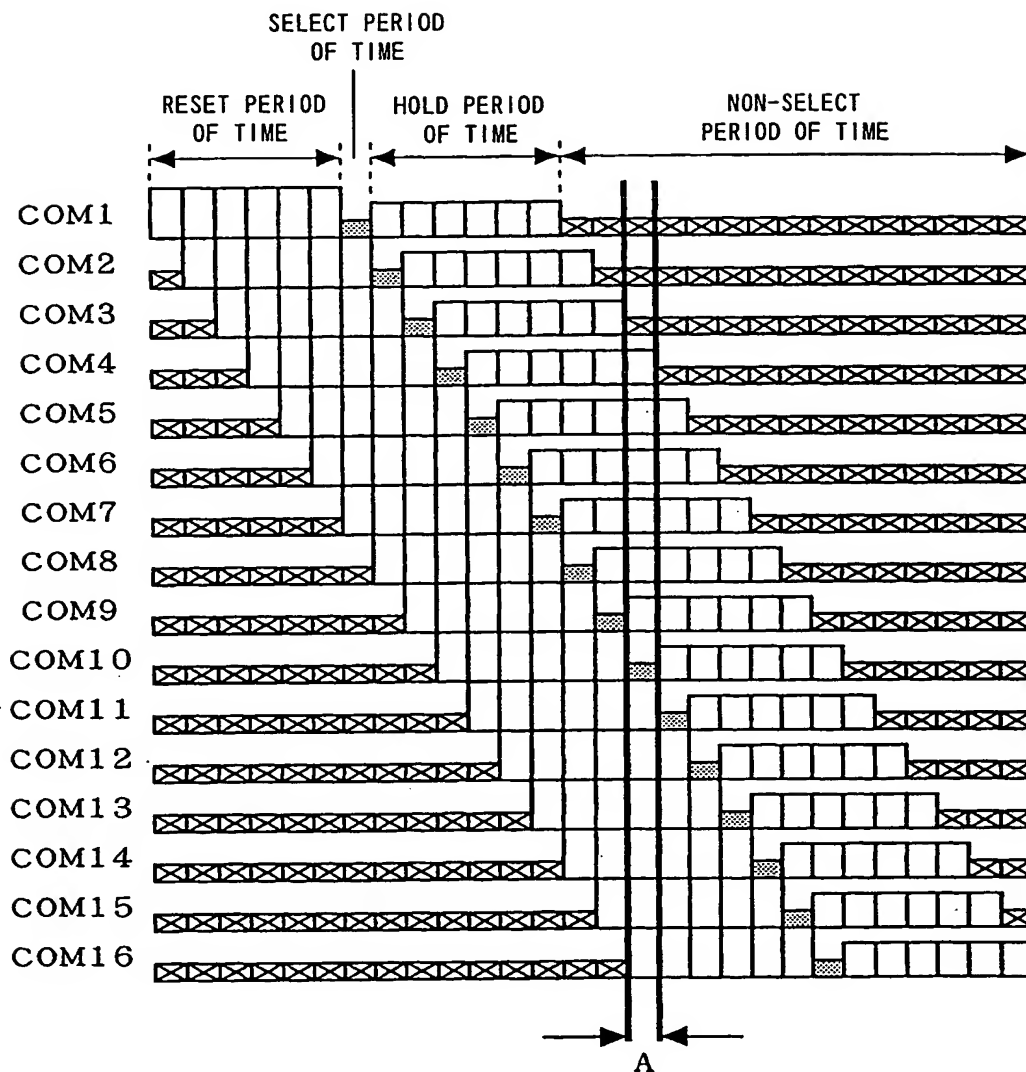 SELECT PERIOD
OF TIME
RESET PERIOD
OF TIME
HOLD PERIOD
OF TIME
NON-SELECT
PERIOD OF TIME
COM1
COM2
COM3
COM4
COM5
COM6
COM7
COM8
COM9
COM10
COM11
COM12
COM13
COM14
COM15
COM16
A